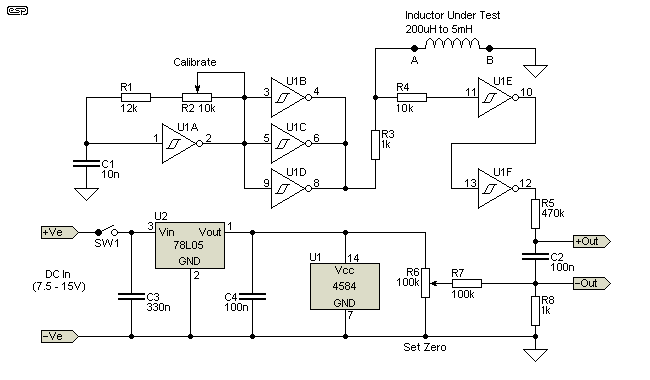 esp
Inductor Under Test
200uH to 5mH
A
B
Calibrate
R1
12k
R2 10k
3
U1B
4
R4
10k
11
U1E
10
1
U1A
2
5
U1C
6
R3
1k
C1
10n
9
U1D
8
13
U1F
12
R5
470k
+Ve
SW1
U2
3
Vin
Vout
1
78L05
GND
2
+Out
C2
100n
–Out
DC In
(7.5 - 15V)
C3
330n
C4
100n
U1
14
Vcc
4584
GND
7
R6
100k
R7
100k
R8
1k
–Ve
Set Zero